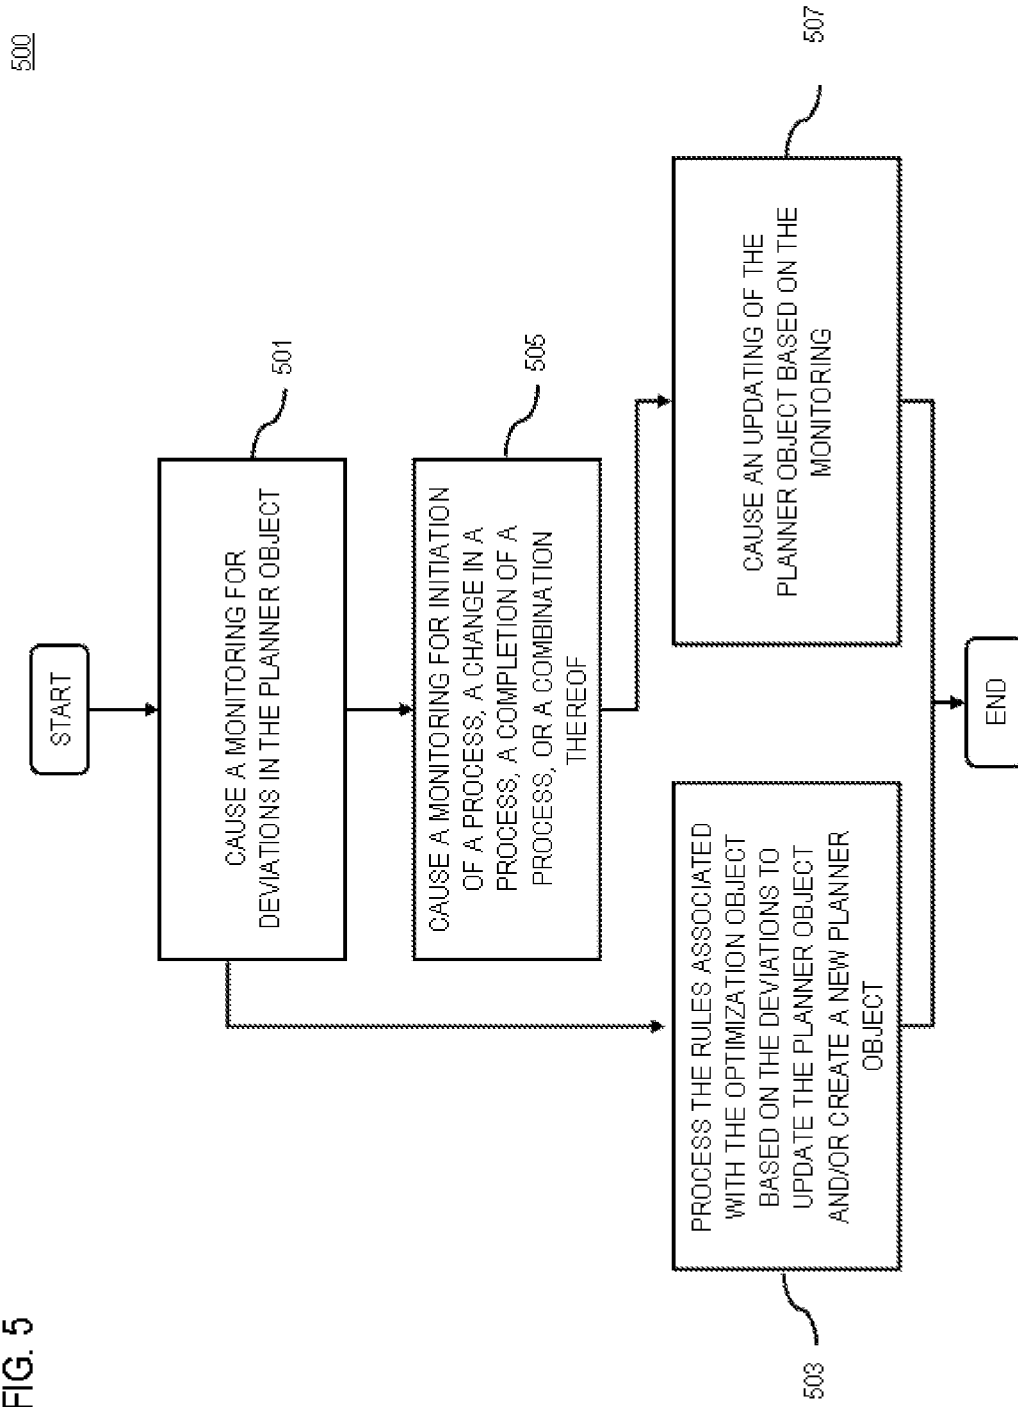 FIG. 5
500
START
CAUSE A MONITORING FOR
DEVIATIONS IN THE PLANNER OBJECT
501
CAUSE A MONITORING FOR INITIATION
OF A PROCESS, A CHANGE IN A
PROCESS, A COMPLETION OF A
PROCESS, OR A COMBINATION
THEREOF
505
PROCESS THE RULES ASSOCIATED
WITH THE OPTIMIZATION OBJECT
BASED ON THE DEVIATIONS TO
UPDATE THE PLANNER OBJECT
AND/OR CREATE A NEW PLANNER
OBJECT
503
CAUSE AN UPDATING OF THE
PLANNER OBJECT BASED ON THE
MONITORING
507
END